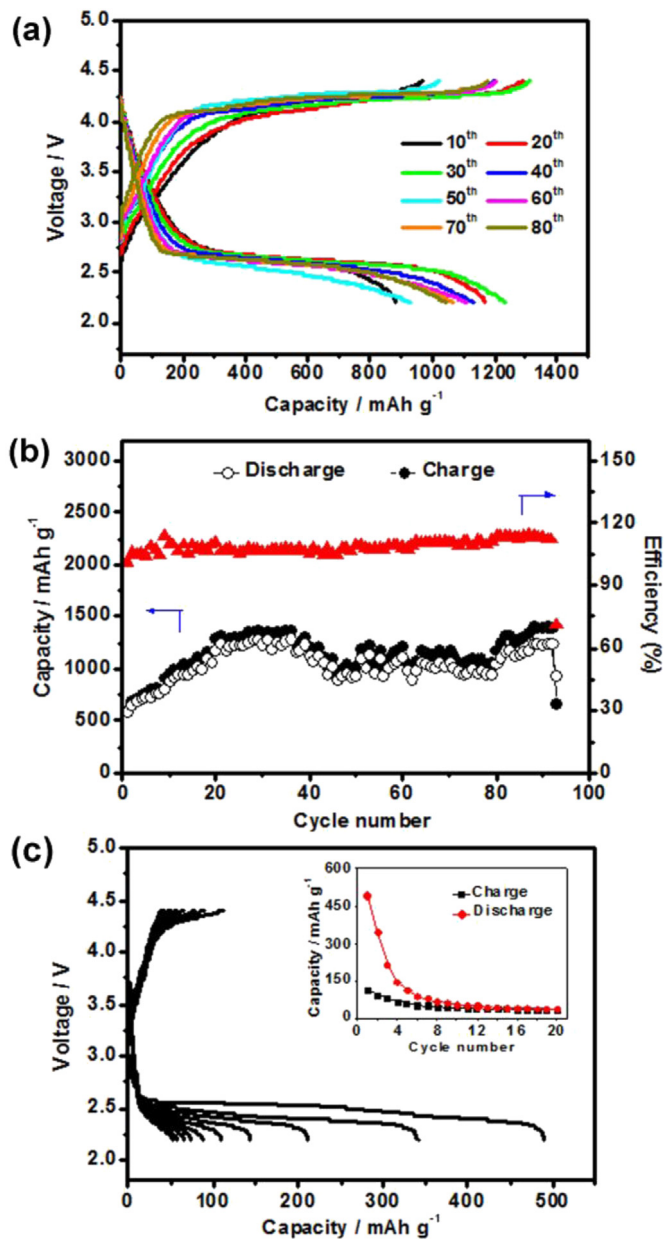 (a)
5.0
4.5
4.0
3.5
3.0
2.5
2.0
Voltage / V
10th 20th
30th 40th
50th 60th
70th 80th
0 200 400 600 800 1000 1200 1400
Capacity / mAh g-1
(b)
3000
2500
2000
1500
1000
500
0
Capacity / mAh g-1
Discharge Charge
150
120
90
60
30
0
Efficiency (%)
0 20 40 60 80 100
Cycle number
(c)
5.0
4.5
4.0
3.5
3.0
2.5
2.0
Voltage / V
600
450
300
150
0
Capacity / mAh g-1
Charge
Discharge
0 4 8 12 16 20
Cycle number
0 100 200 300 400 500
Capacity / mAh g-1